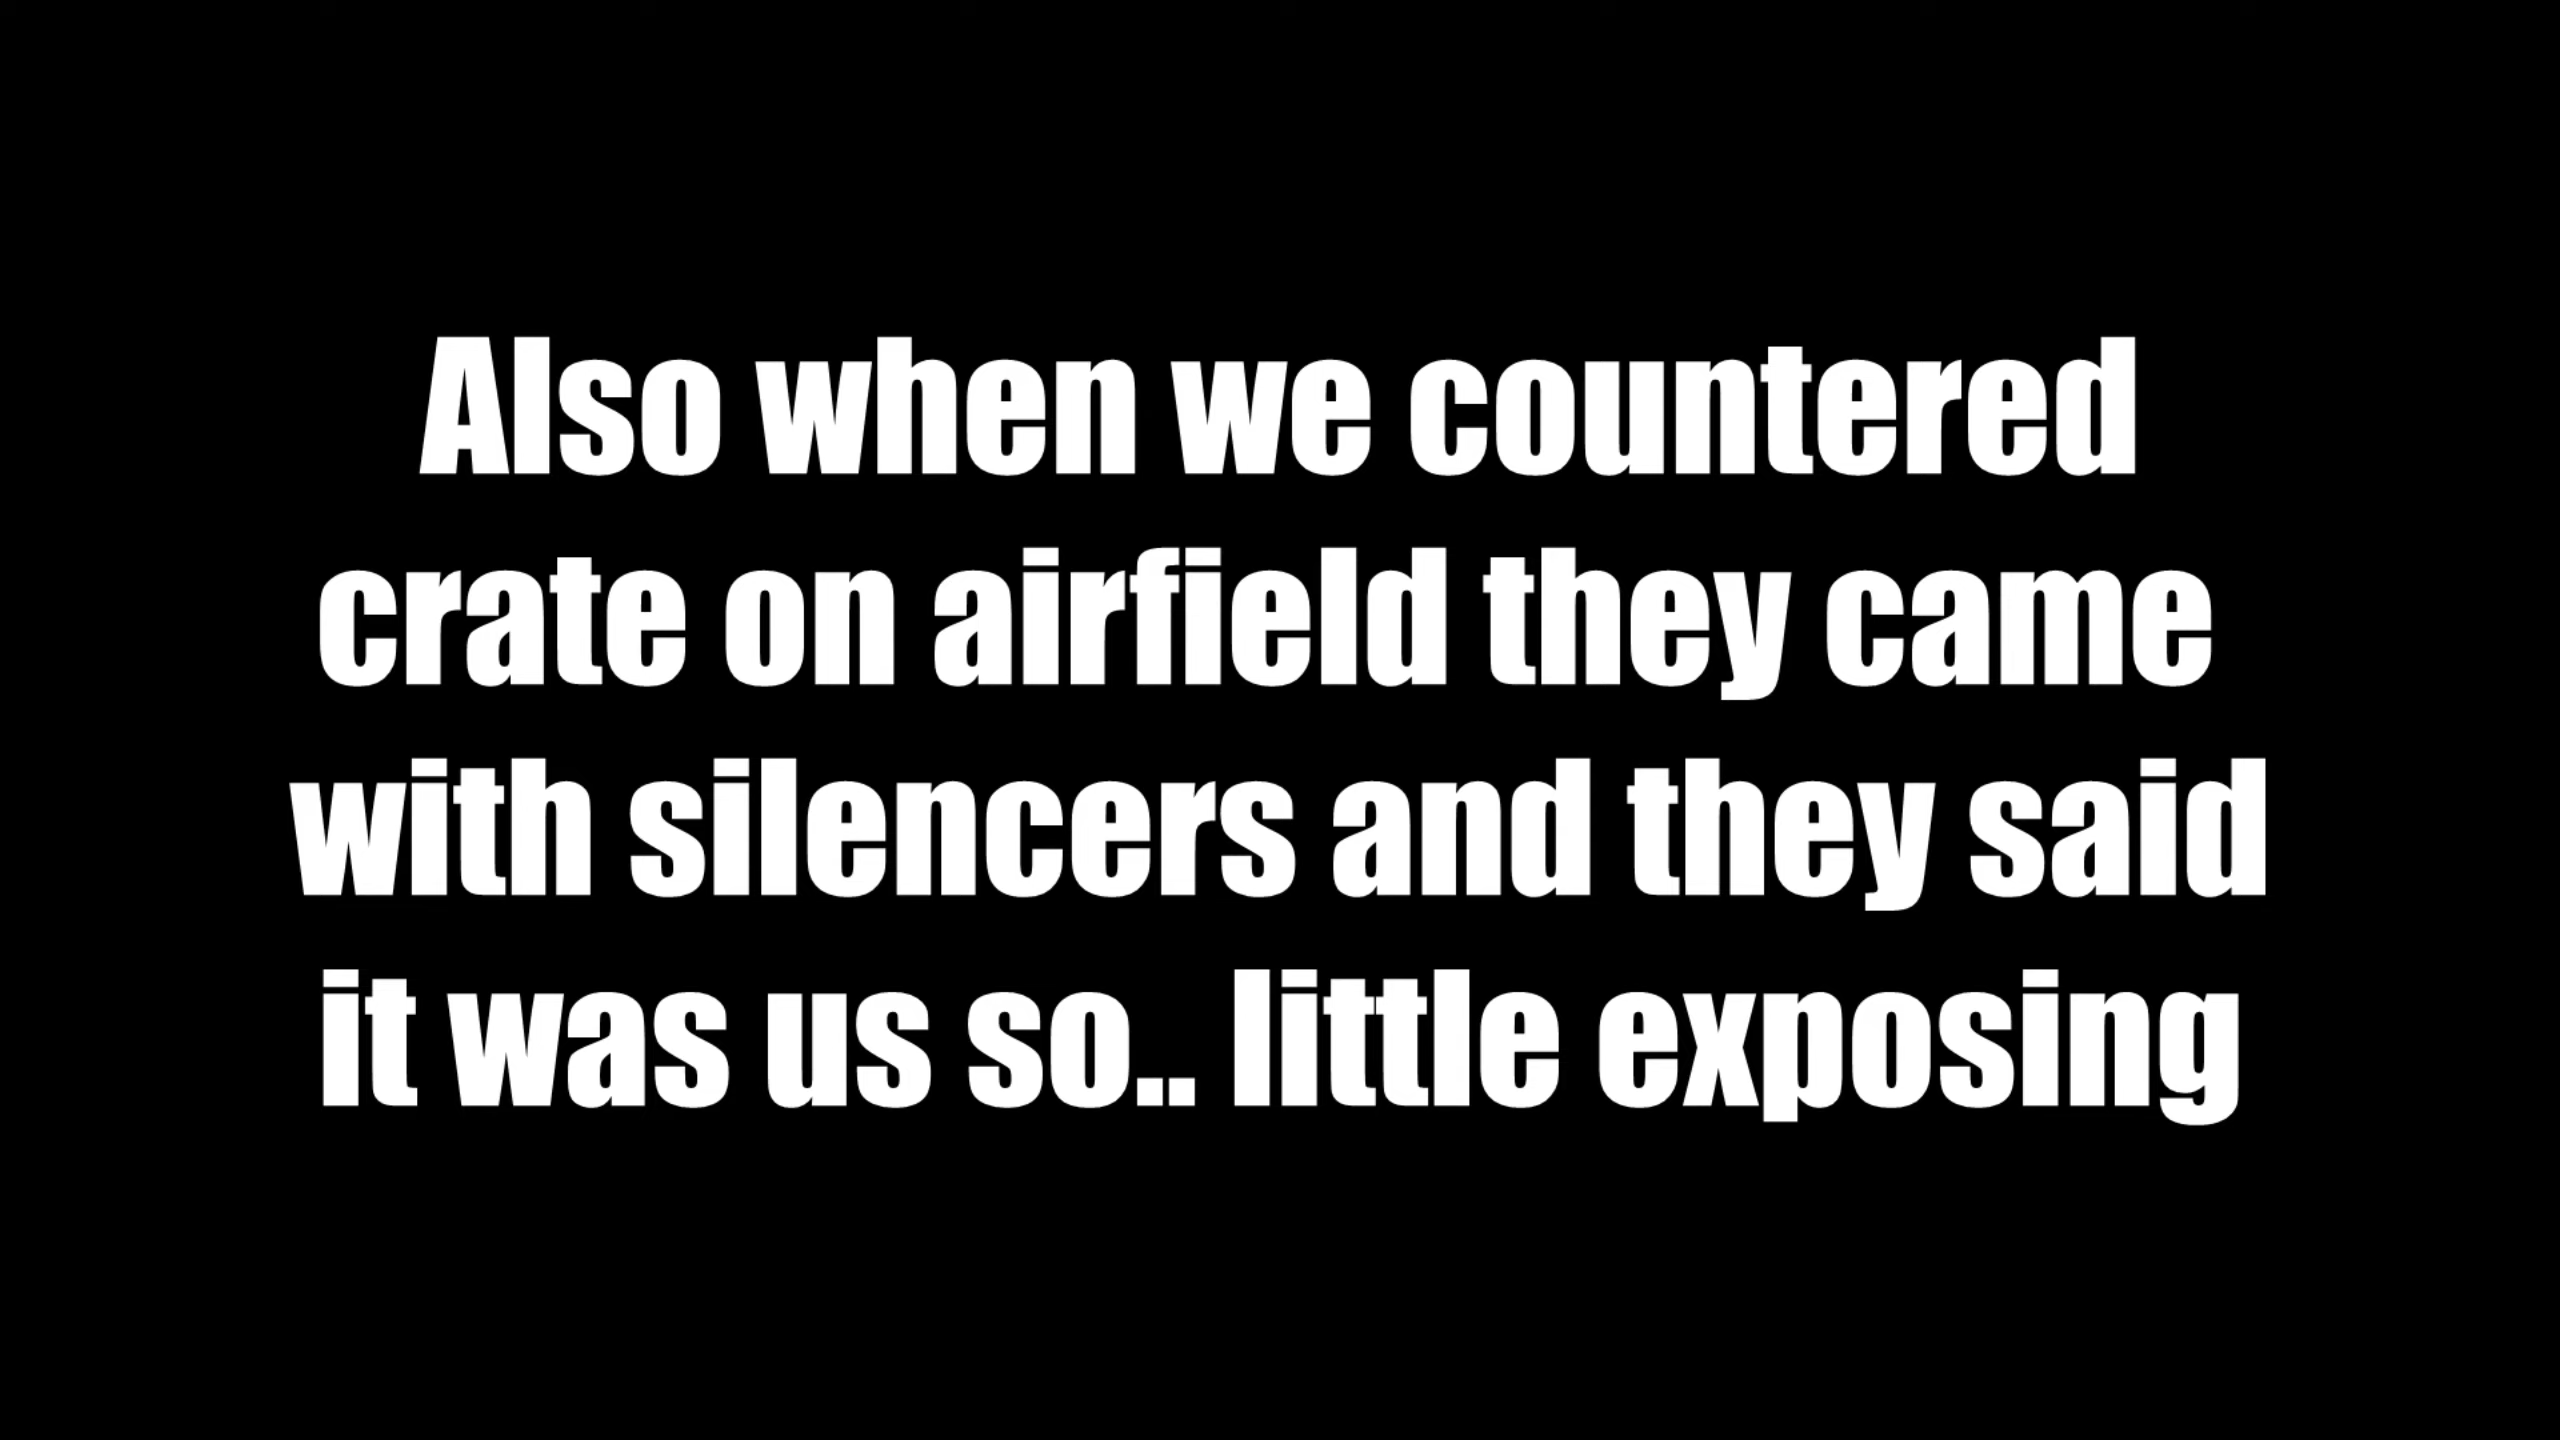 Also when we countered
crate on airfield they came
with silencers and they said
it was us so.. little exposing